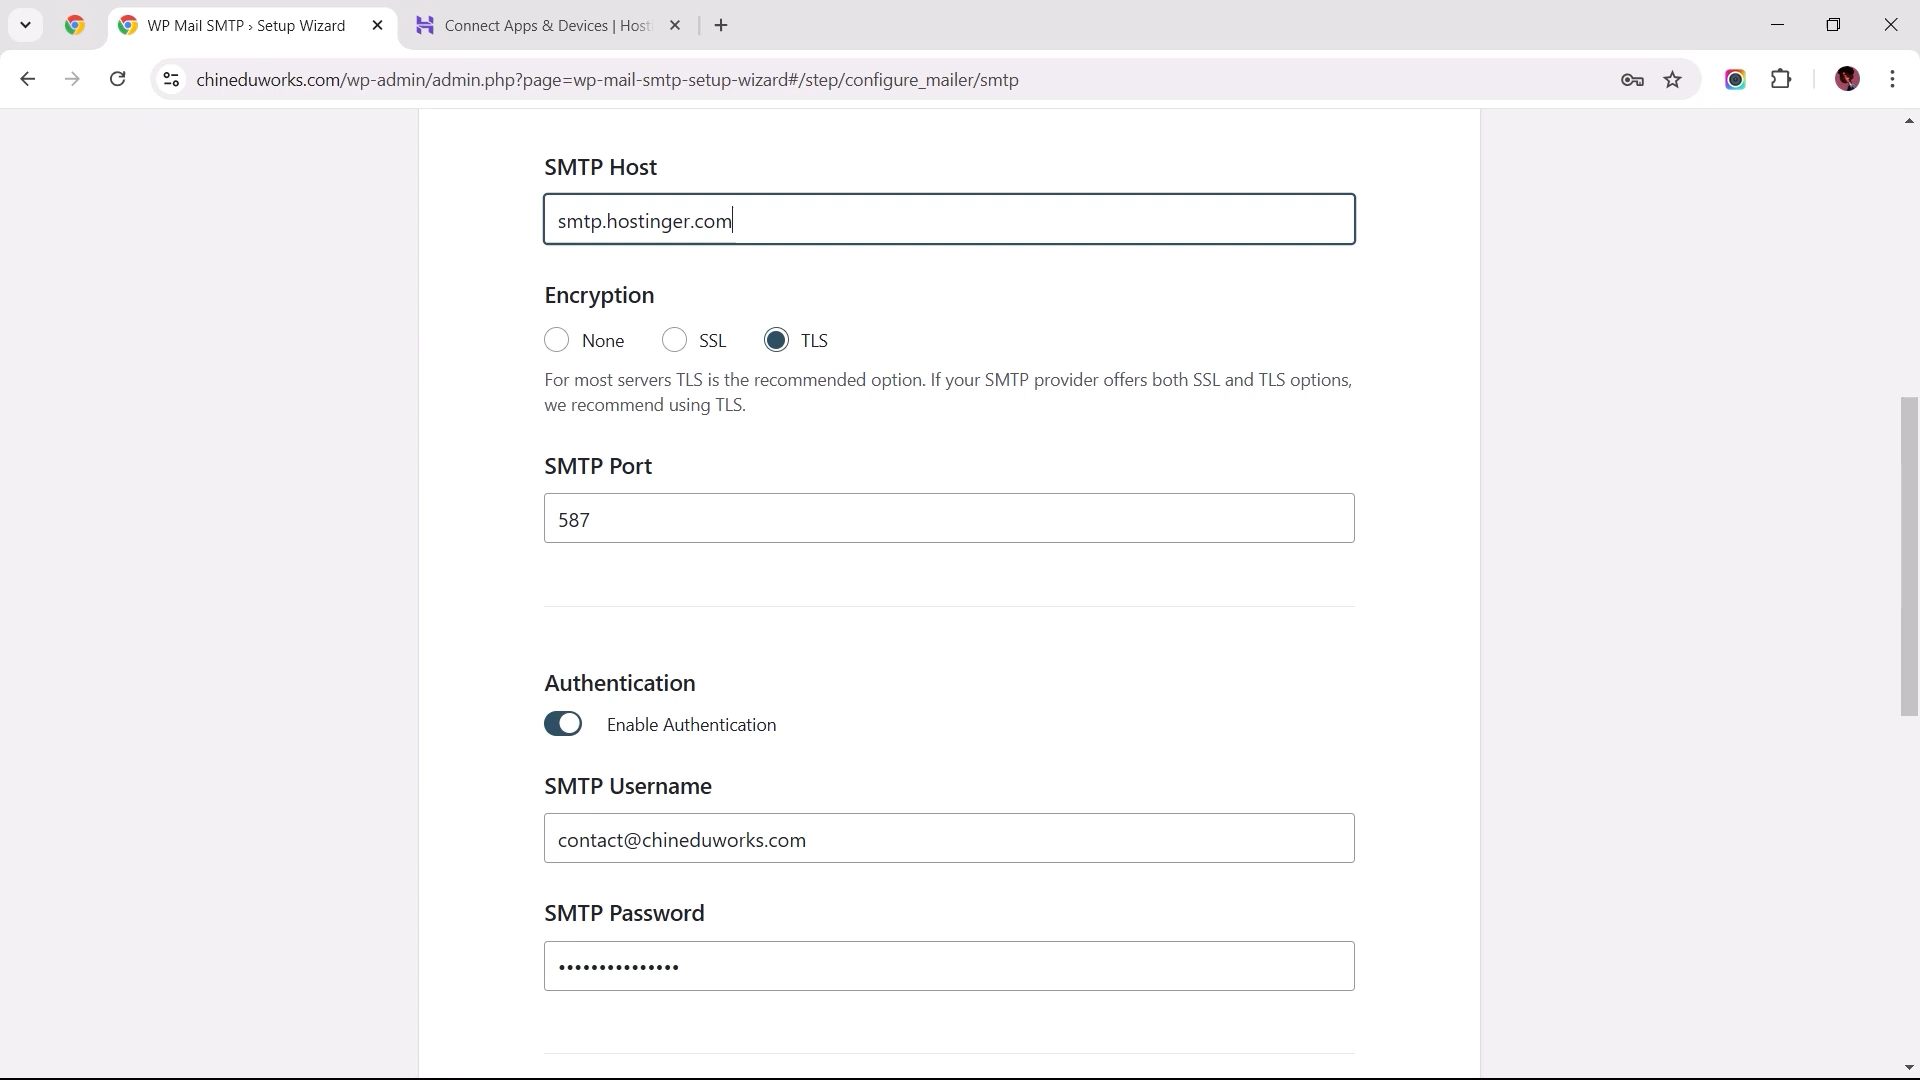 WP Mail SMTP › Setup Wizard
Connect Apps & Devices | Host
chineduworks.com/wp-admin/admin.php?page=wp-mail-smtp-setup-wizard#/step/configure_mailer/smtp
SMTP Host
smtp.hostinger.com
Encryption
None SSL TLS
For most servers TLS is the recommended option. If your SMTP provider offers both SSL and TLS options,
we recommend using TLS.
SMTP Port
587
Authentication
Enable Authentication
SMTP Username
contact@chineduworks.com
SMTP Password
•••••••••••••••